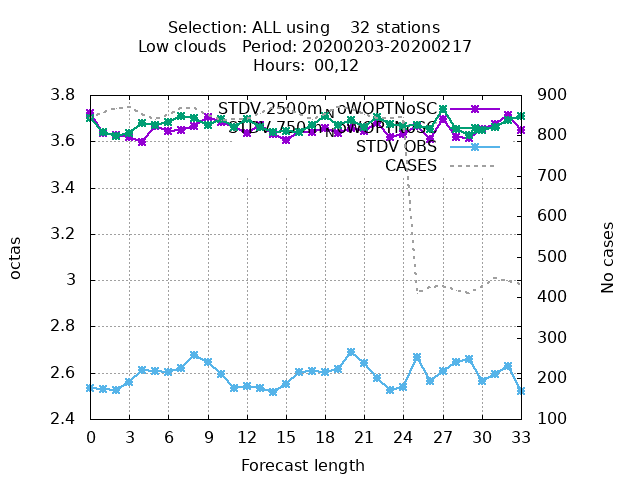 Selection: ALL using    32 stations
Low clouds   Period: 20200203-20200217
Hours:  00,12
STDV 2500m_NoWOPTNoSC
STDV 750m_NoWOPTNoSC
STDV OBS
CASES
3.8
3.6
3.4
3.2
3
2.8
2.6
2.4
900
800
700
600
500
400
300
200
100
octas
No cases
0 3 6 9 12 15 18 21 24 27 30 33
Forecast length